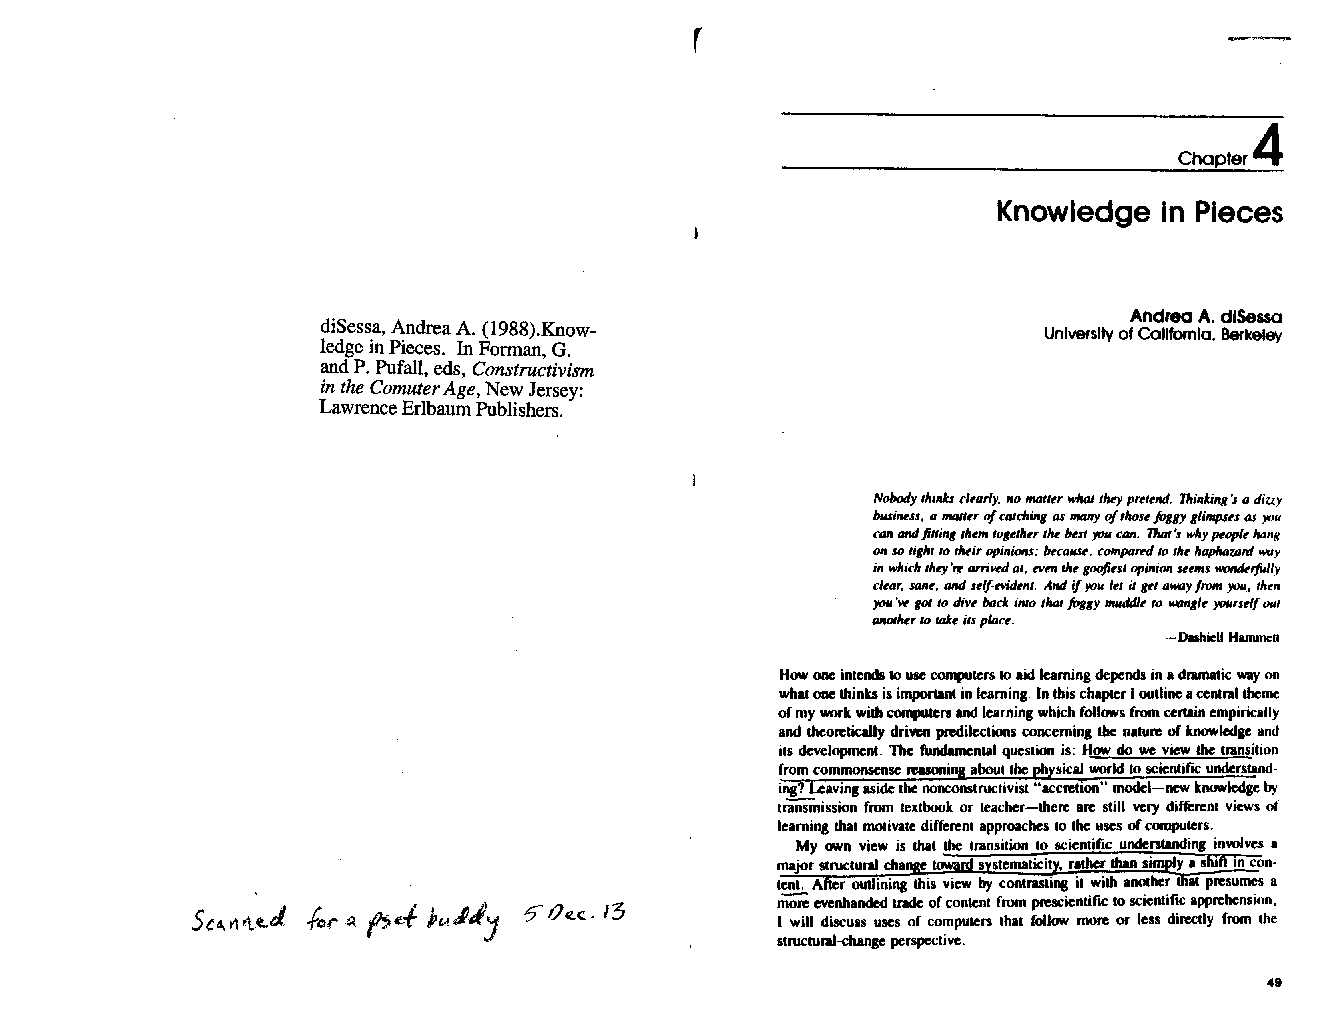 diSessa, Andrea A. (1988).Know-
ledge in Pieces. In Forman, G.
and P. Pufall, eds, Constructivism
in the Comuter Age, New Jersey:
Lawrence Erlbaum Publishers.
Scanned for a pset buddy 5 Dec. 13
Chapter 4
Knowledge in Pieces
Andrea A. diSessa
University of California, Berkeley
Nobody thinks clearly, no matter what they pretend. Thinking's a dizzy
business, a matter of catching as many of those foggy glimpses as you
can and fitting them together the best you can. That's why people hang
on so tight to their opinions; because, compared to the haphazard way
in which they're arrived at, even the goofiest opinion seems wonderfully
clear, sane, and self-evident. And if you let it get away from you, then
you've got to dive back into that foggy muddle to wangle yourself out
another to take its place.
—Dashiell Hammett
How one intends to use computers to aid learning depends in a dramatic way on
what one thinks is important in learning. In this chapter I outline a central theme
of my work with computers and learning which follows from certain empirically
and theoretically driven predilections concerning the nature of knowledge and
its development. The fundamental question is: How do we view the transition
from commonsense reasoning about the physical world to scientific understand-
ing? Leaving aside the nonconstructivist "accretion" model—new knowledge by
transmission from textbook or teacher—there are still very different views of
learning that motivate different approaches to the uses of computers.
My own view is that the transition to scientific understanding involves a
major structural change toward systematicity, rather than simply a shift in con-
tent. After outlining this view by contrasting it with another that presumes a
more evenhanded trade of content from prescientific to scientific apprehension,
I will discuss uses of computers that follow more or less directly from the
structural-change perspective.
49